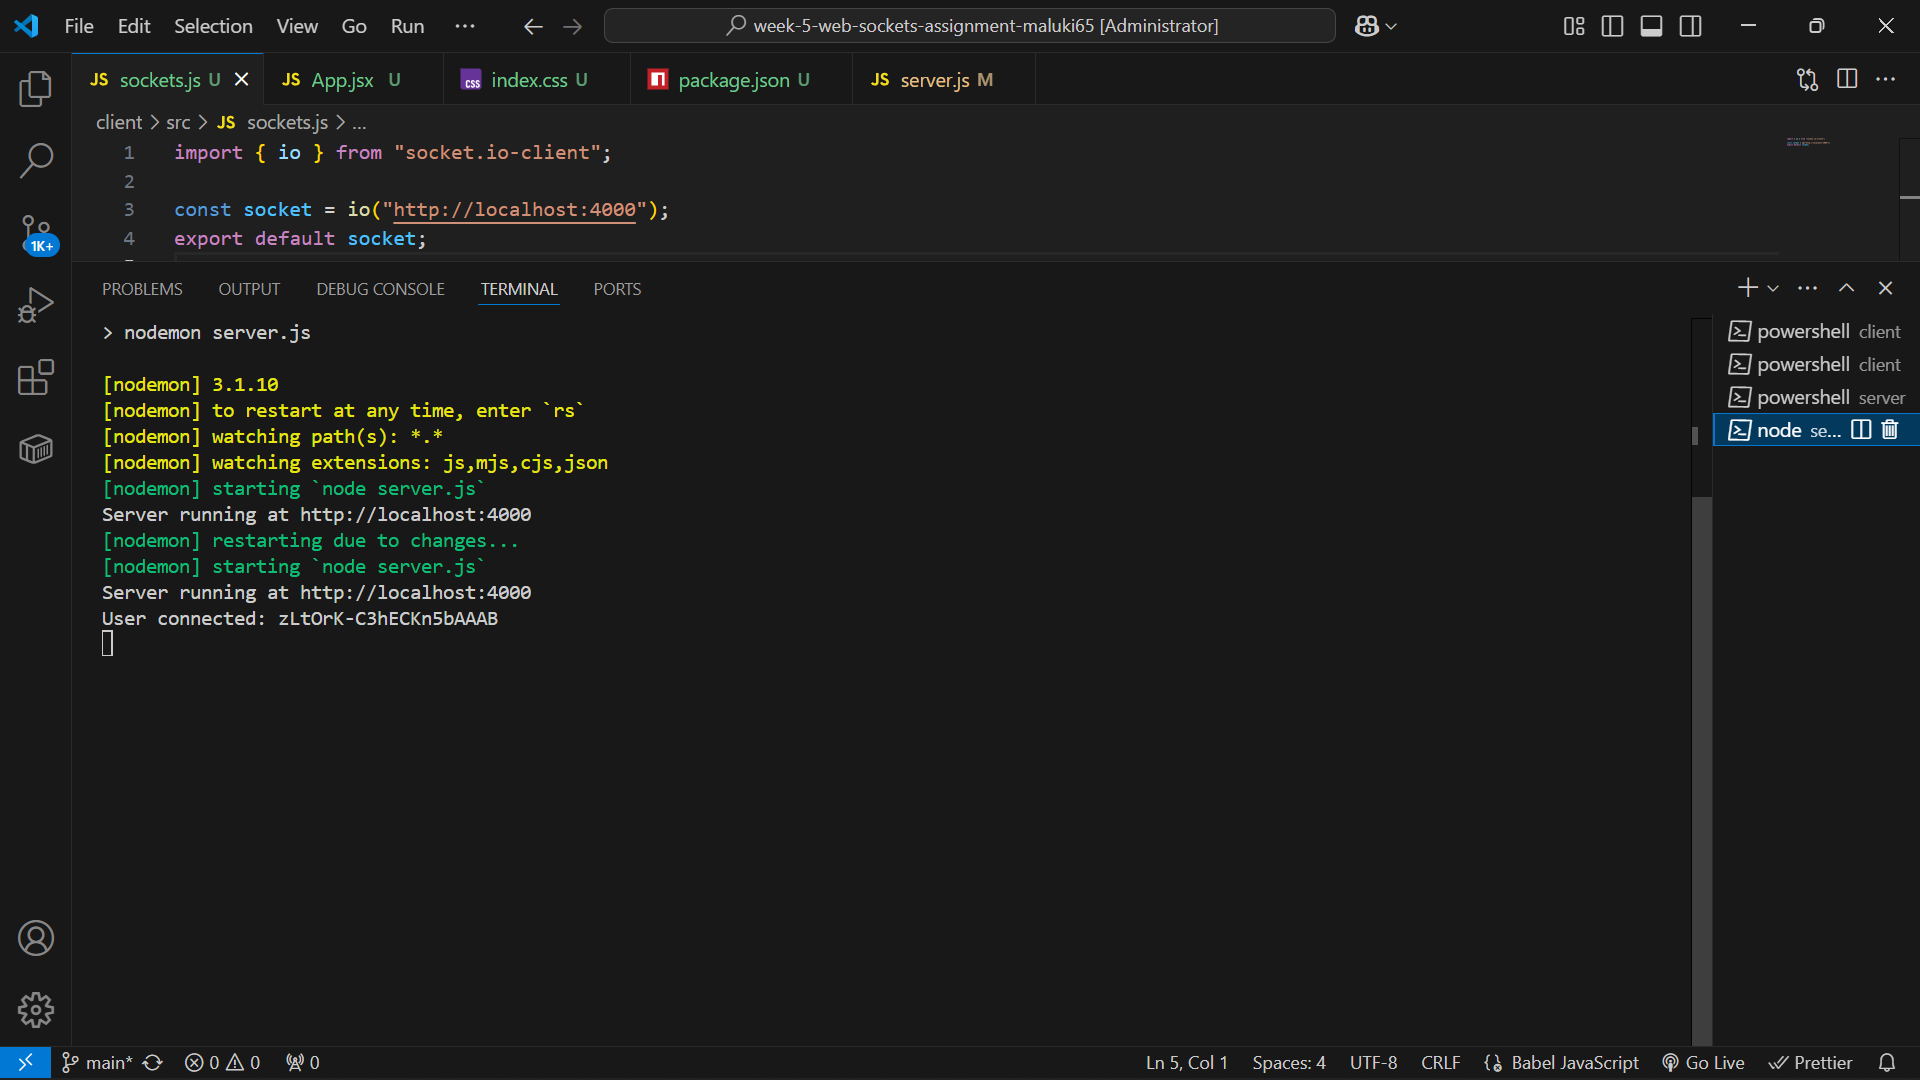 File Edit Selection View Go Run ··· week-5-web-sockets-assignment-maluki65 [Administrator]
JS sockets.js U JS App.jsx U CSS index.css U package.json U JS server.js M
client > src > JS sockets.js > ...
1 import { io } from "socket.io-client";
2
3 const socket = io("http://localhost:4000");
4 export default socket;
1K+
PROBLEMS OUTPUT DEBUG CONSOLE TERMINAL PORTS
> nodemon server.js
[nodemon] 3.1.10
[nodemon] to restart at any time, enter `rs`
[nodemon] watching path(s): *.*
[nodemon] watching extensions: js,mjs,cjs,json
[nodemon] starting `node server.js`
Server running at http://localhost:4000
[nodemon] restarting due to changes...
[nodemon] starting `node server.js`
Server running at http://localhost:4000
User connected: zLtOrK-C3hECKn5bAAAB
powershell client
powershell client
powershell server
node se...
main* 0 0 0 Ln 5, Col 1 Spaces: 4 UTF-8 CRLF Babel JavaScript Go Live Prettier